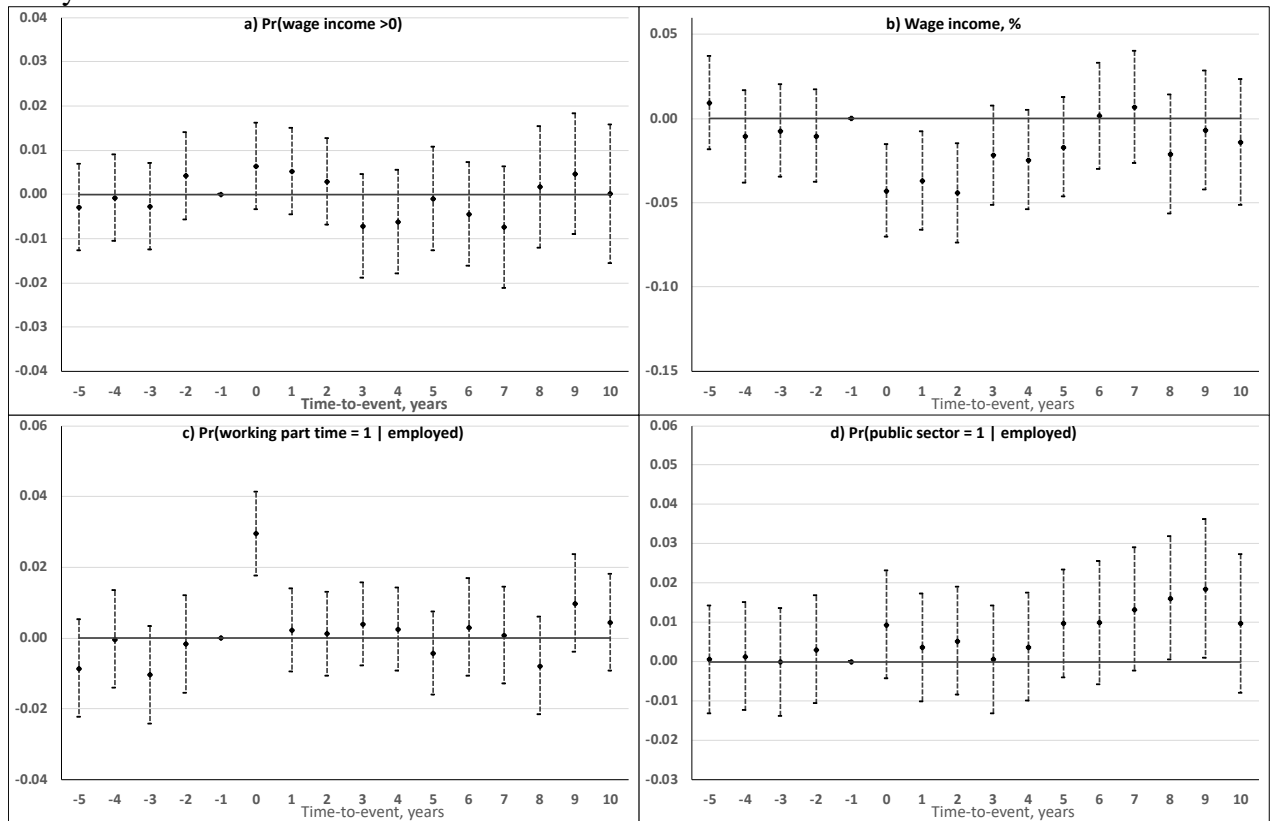 a) Pr(wage income >0)
0.04
0.03
0.02
0.01
0.00
-0.01
-0.02
-0.03
-0.04
-5 -4 -3 -2 -1 0 1 2 3 4 5 6 7 8 9 10
Time-to-event, years
b) Wage income, %
0.05
0.00
-0.05
-0.10
-0.15
-5 -4 -3 -2 -1 0 1 2 3 4 5 6 7 8 9 10
Time-to-event, years
c) Pr(working part time = 1 | employed)
0.06
0.04
0.02
0.00
-0.02
-0.04
-5 -4 -3 -2 -1 0 1 2 3 4 5 6 7 8 9 10
Time-to-event, years
d) Pr(public sector = 1 | employed)
0.06
0.05
0.04
0.03
0.02
0.01
0.00
-0.01
-0.02
-0.03
-5 -4 -3 -2 -1 0 1 2 3 4 5 6 7 8 9 10
Time-to-event, years